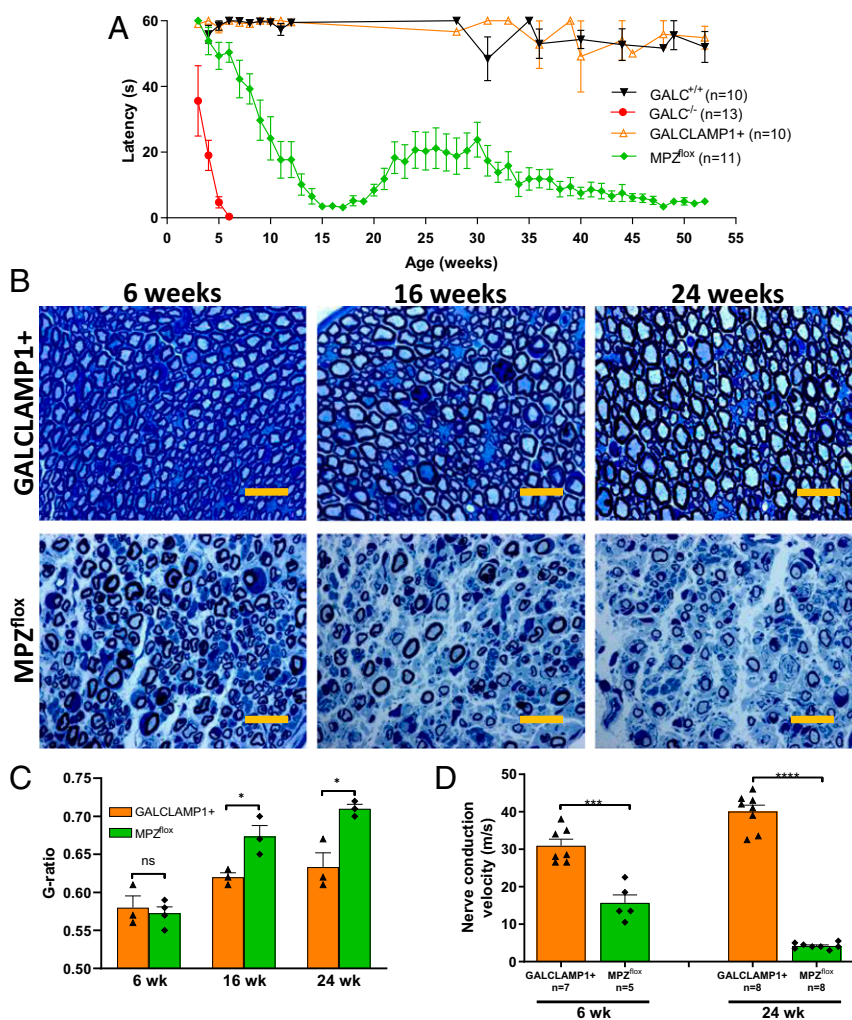 A
60
40
20
0
Latency (s)
0 5 10 15 20 25 30 35 40 45 50 55
Age (weeks)
GALC+/+ (n=10)
GALC-/- (n=13)
GALCLAMP1+ (n=10)
MPZflox (n=11)
B
6 weeks 16 weeks 24 weeks
GALCLAMP1+
MPZflox
C
0.75
0.70
0.65
0.60
0.55
0.50
G-ratio
GALCLAMP1+
MPZflox
ns
*
*
6 wk 16 wk 24 wk
D
50
40
30
20
10
0
Nerve conduction
velocity (m/s)
***
****
GALCLAMP1+ MPZflox GALCLAMP1+ MPZflox
n=7 n=5 n=8 n=8
6 wk 24 wk